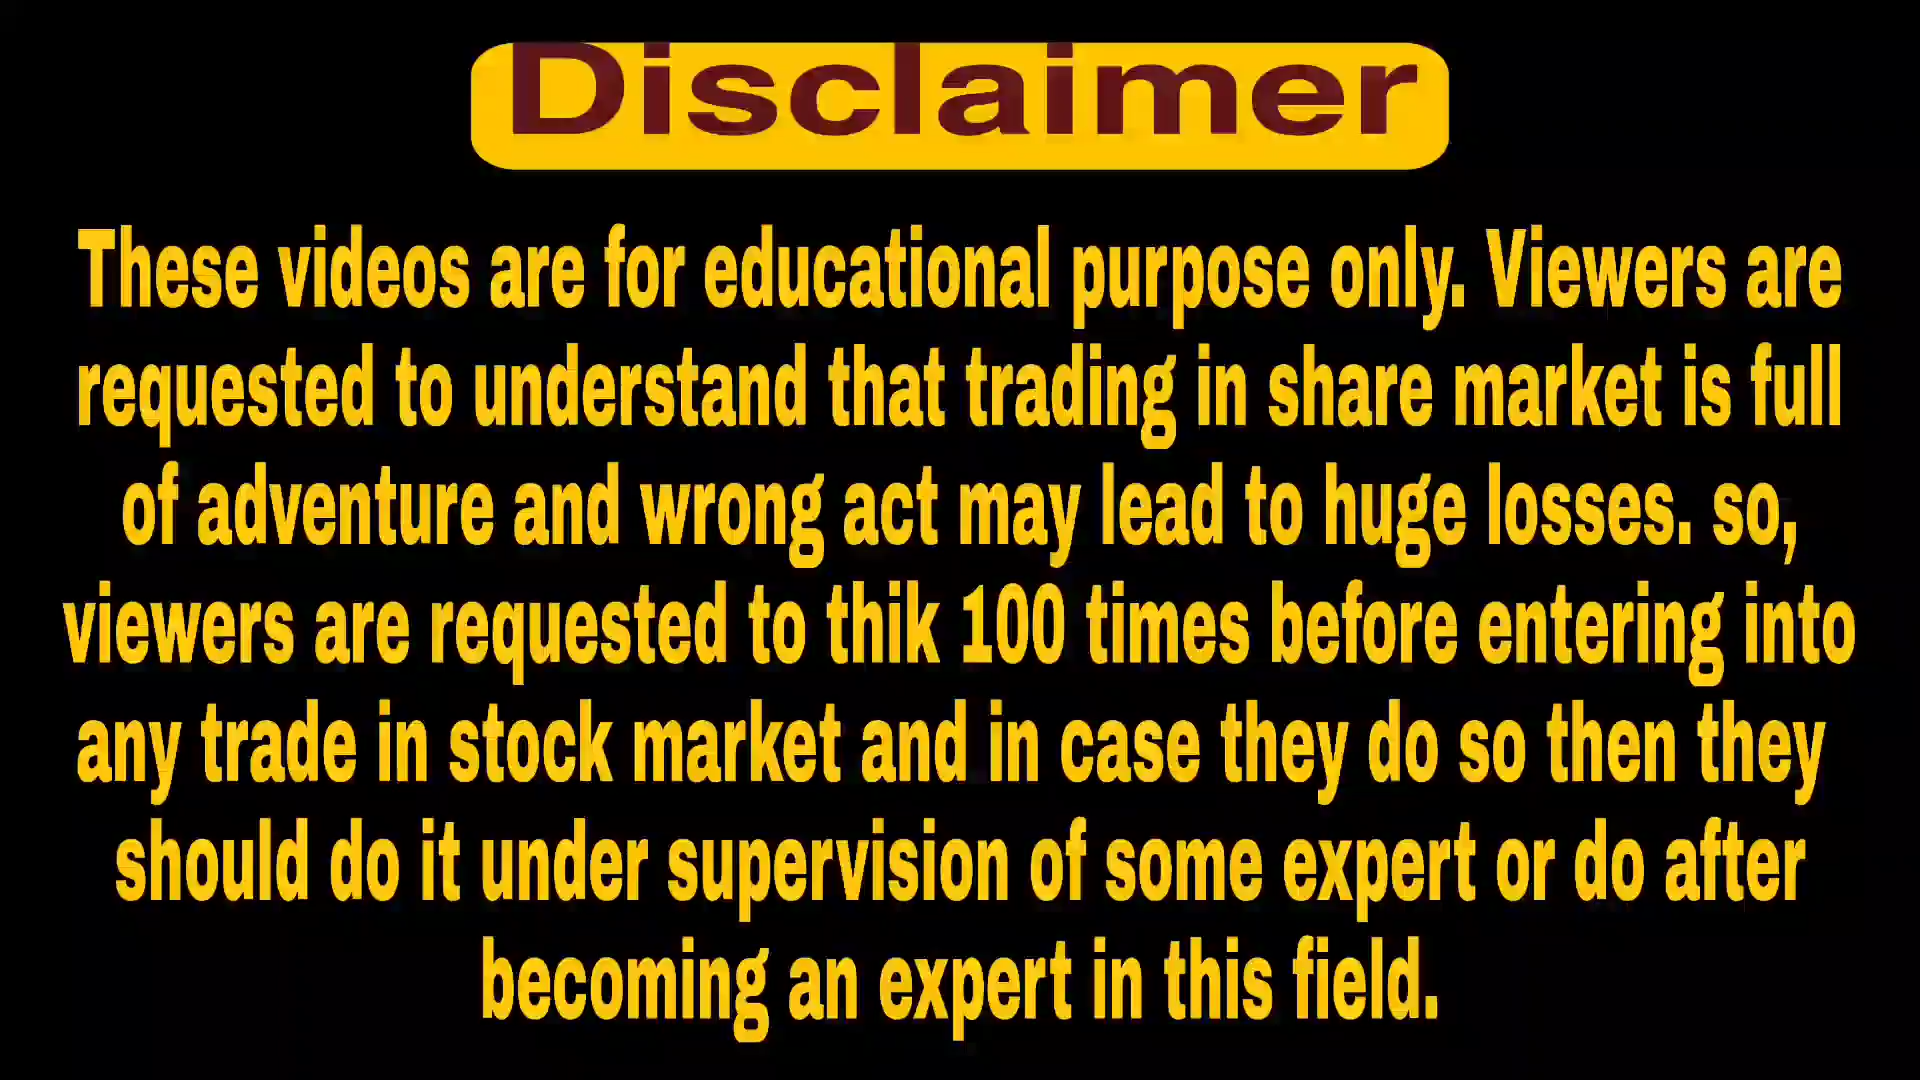 Disclaimer
These videos are for educational purpose only. Viewers are
requested to understand that trading in share market is full
of adventure and wrong act may lead to huge losses. so,
viewers are requested to thik 100 times before entering into
any trade in stock market and in case they do so then they
should do it under supervision of some expert or do after
becoming an expert in this field.